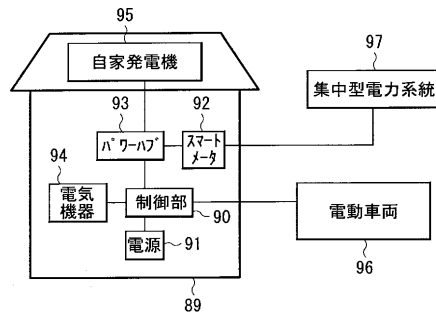 95
自家発電機
97
集中型電力系統
93
92
ﾊﾟﾜｰﾊﾌﾞ
ｽﾏｰﾄ
ﾒｰﾀ
94
電気
機器
制御部
90
電源
91
電動車両
96
89